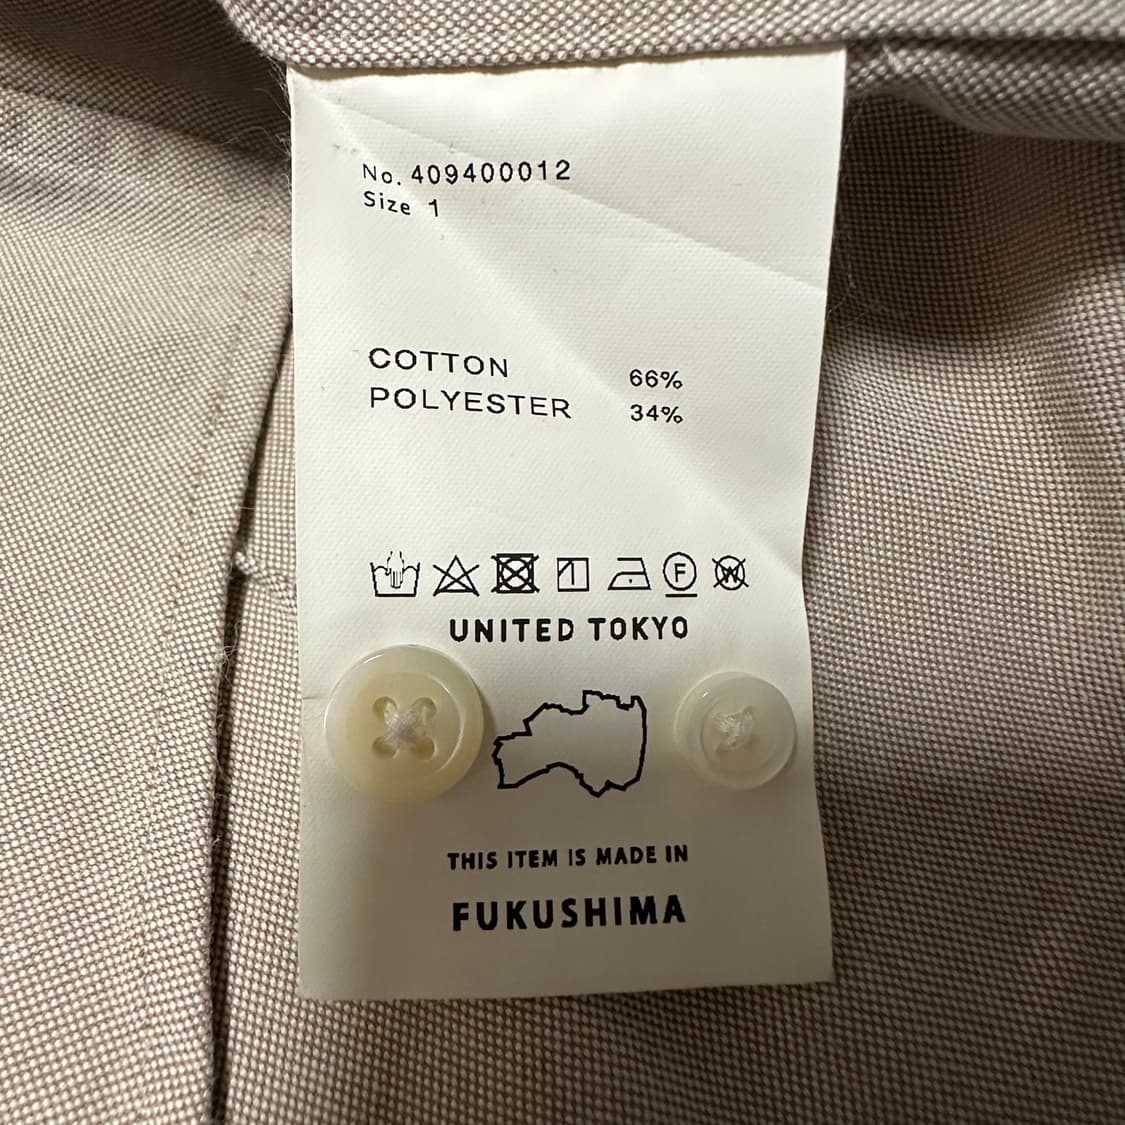 No. 409400012
Size 1
COTTON 66%
POLYESTER 34%
F W
UNITED TOKYO
THIS ITEM IS MADE IN
FUKUSHIMA